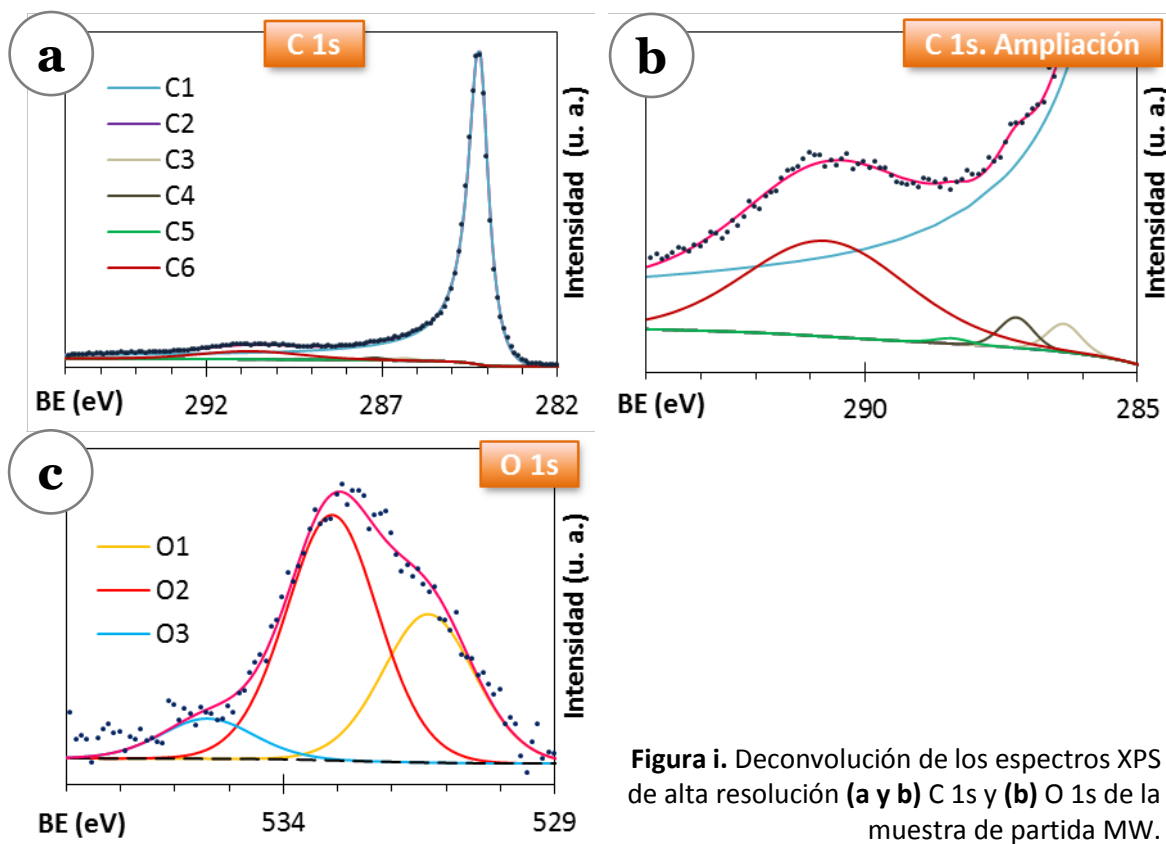 a
C 1s
C1
C2
C3
C4
C5
C6
Intensidad (u. a.)
BE (eV)
292
287
282
b
C 1s. Ampliación
Intensidad (u. a.)
BE (eV)
290
285
c
O 1s
O1
O2
O3
Intensidad (u. a.)
BE (eV)
534
529
Figura i. Deconvolución de los espectros XPS
de alta resolución (a y b) C 1s y (b) O 1s de la
muestra de partida MW.